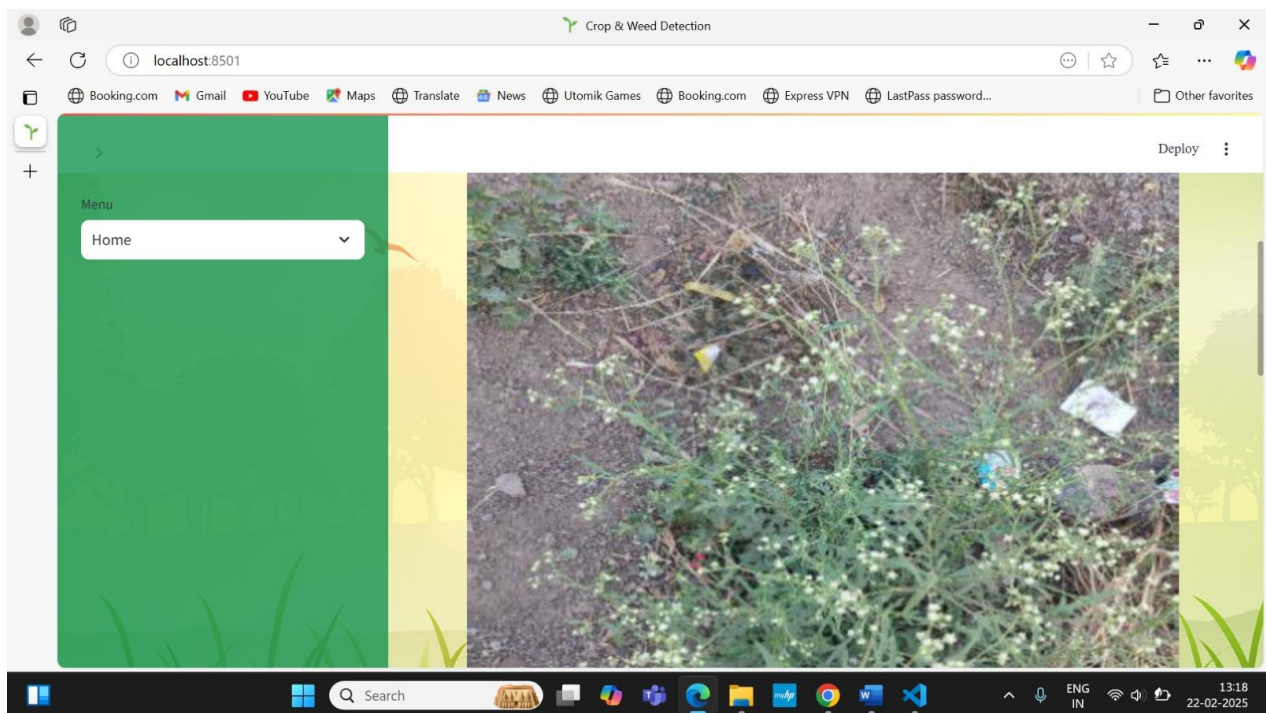 Crop & Weed Detection
localhost:8501
Booking.com Gmail YouTube Maps Translate News Utomik Games Booking.com Express VPN LastPass password... Other favorites
Deploy
Menu
Home
Search
myhp
ENG
IN
13:18
22-02-2025